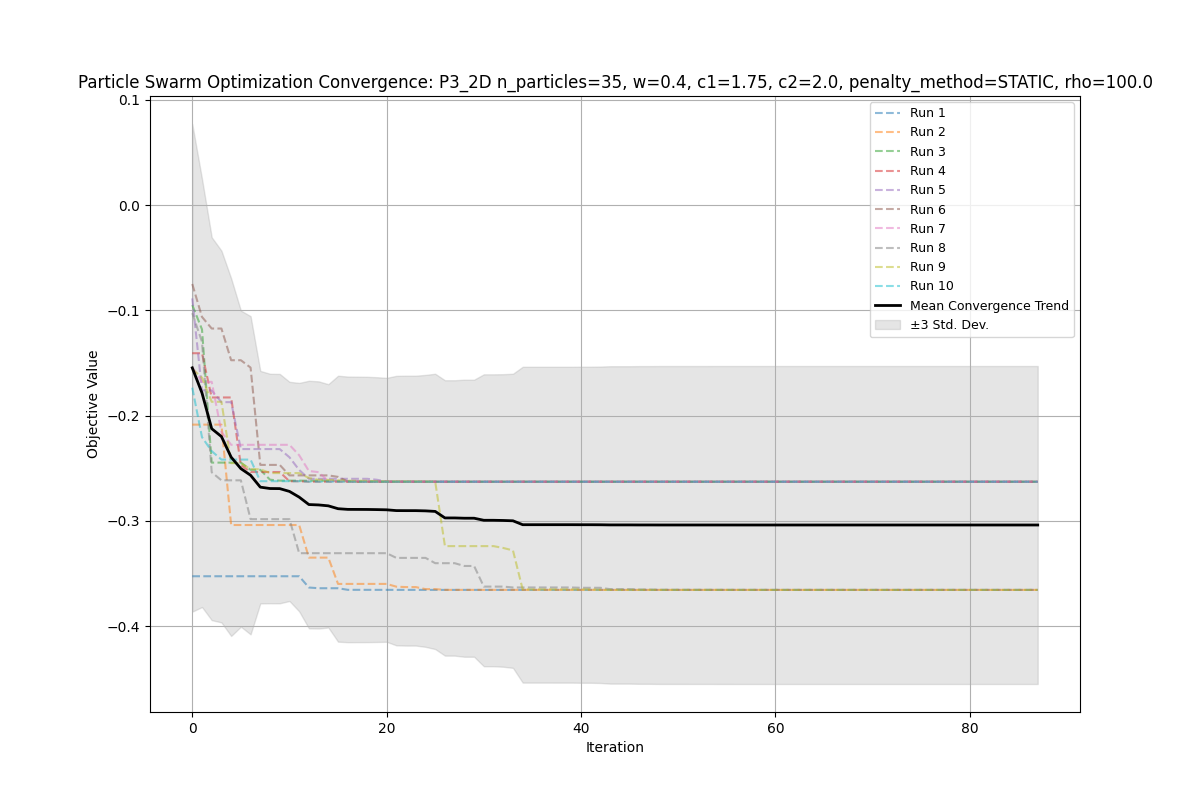 Particle Swarm Optimization Convergence: P3_2D n_particles=35, w=0.4, c1=1.75, c2=2.0, penalty_method=STATIC, rho=100.0
0.1
0.0
−0.1
−0.2
−0.3
−0.4
Objective Value
0 20 40 60 80
Iteration
Run 1
Run 2
Run 3
Run 4
Run 5
Run 6
Run 7
Run 8
Run 9
Run 10
Mean Convergence Trend
±3 Std. Dev.